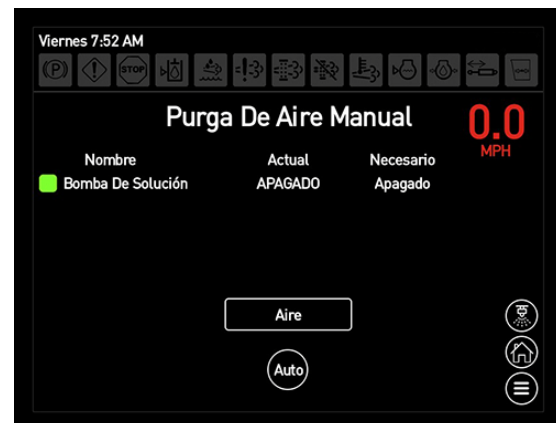 Viernes 7:52 AM
(P) STOP
Purga De Aire Manual
0.0
MPH
Nombre Actual Necesario
Bomba De Solución APAGADO Apagado
Aire
Auto